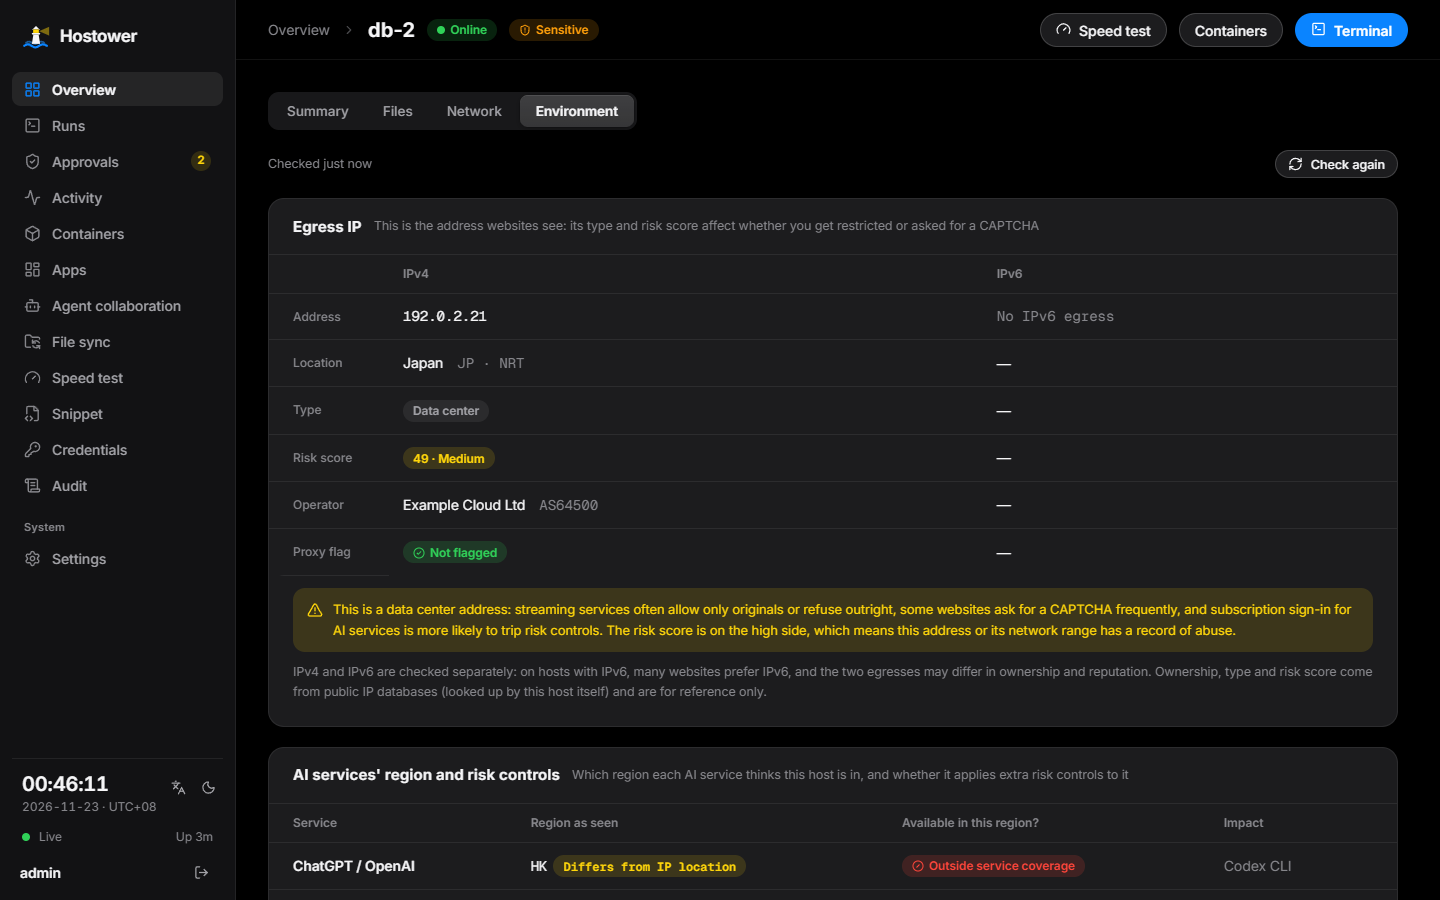 Hostower
Overview
Runs
Approvals 2
Activity
Containers
Apps
Agent collaboration
File sync
Speed test
Snippet
Credentials
Audit
System
Settings
00:46:11
2026-11-23 · UTC+08
Live Up 3m
admin
Overview db-2 Online Sensitive
Speed test Containers Terminal
Summary Files Network Environment
Checked just now Check again
Egress IP This is the address websites see: its type and risk score affect whether you get restricted or asked for a CAPTCHA
IPv4 IPv6
Address 192.0.2.21 No IPv6 egress
Location Japan JP · NRT —
Type Data center —
Risk score 49 · Medium —
Operator Example Cloud Ltd AS64500 —
Proxy flag Not flagged —
This is a data center address: streaming services often allow only originals or refuse outright, some websites ask for a CAPTCHA frequently, and subscription sign-in for
AI services is more likely to trip risk controls. The risk score is on the high side, which means this address or its network range has a record of abuse.
IPv4 and IPv6 are checked separately: on hosts with IPv6, many websites prefer IPv6, and the two egresses may differ in ownership and reputation. Ownership, type and risk score come
from public IP databases (looked up by this host itself) and are for reference only.
AI services' region and risk controls Which region each AI service thinks this host is in, and whether it applies extra risk controls to it
Service Region as seen Available in this region? Impact
ChatGPT / OpenAI HK Differs from IP location Outside service coverage Codex CLI